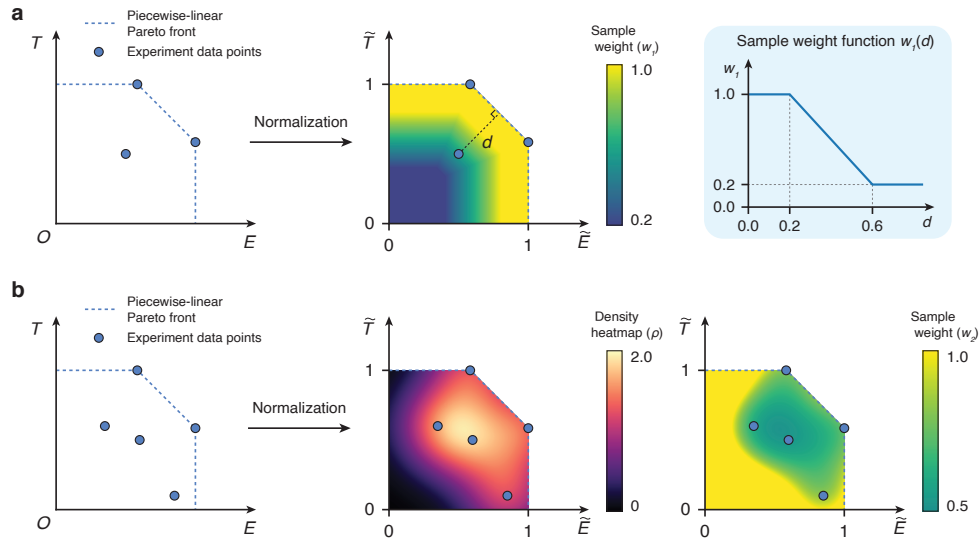 a
T
Piecewise-linear
Pareto front
Experiment data points
O
E
Normalization
T̃
1
0
0
1
Ẽ
d
Sample
weight (w1)
1.0
0.2
Sample weight function w1(d)
w1
1.0
0.2
0.0
0.0
0.2
0.6
d
b
T
Piecewise-linear
Pareto front
Experiment data points
O
E
Normalization
T̃
1
0
0
1
Ẽ
Density
heatmap (ρ)
2.0
0
T̃
1
0
0
1
Ẽ
Sample
weight (w2)
1.0
0.5